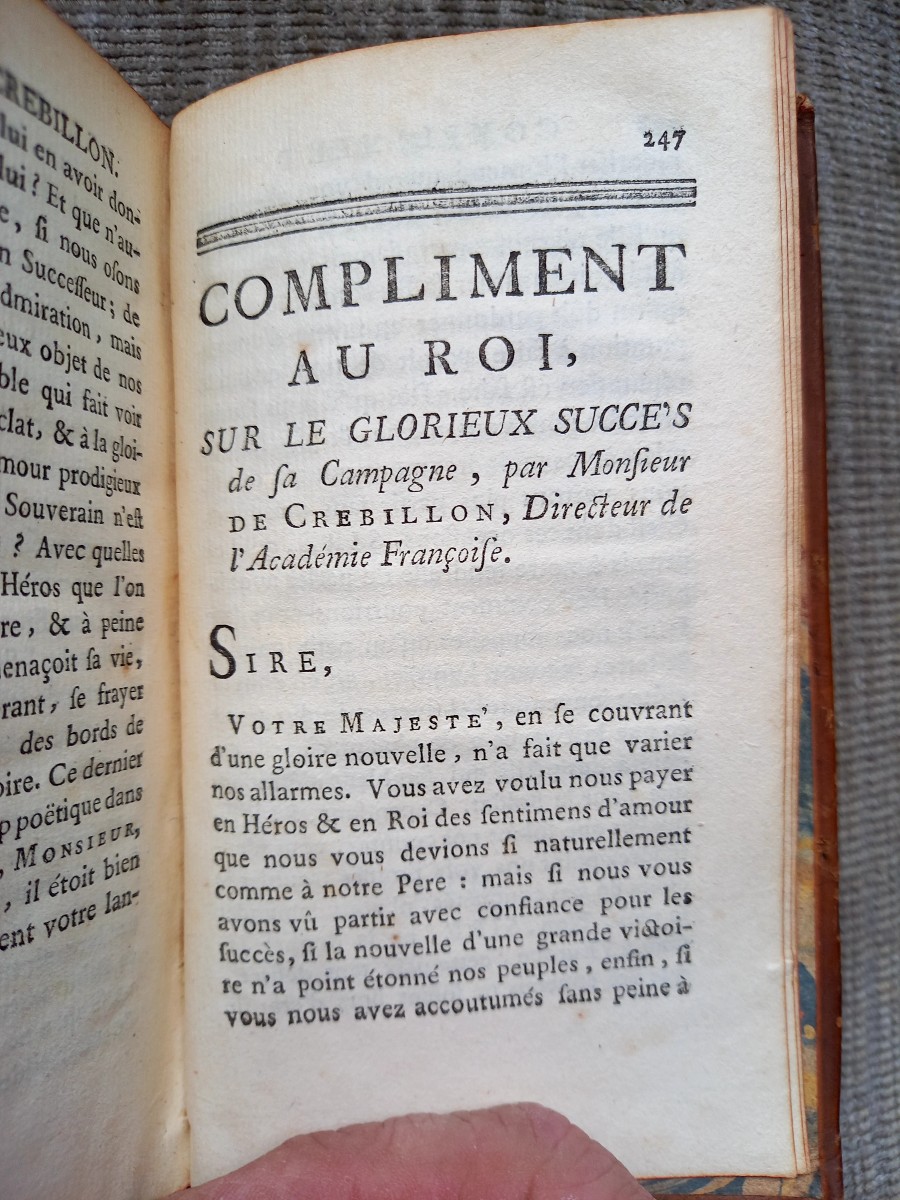 CREBILLON.
lui en avoir don-
lui ? Et que n'au-
e, ſi nous oſons
n Succeſſeur ; de
dmiration, mais
eux objet de nos
ble qui fait voir
clat, & à la gloi-
mour prodigieux
Souverain n'eſt
? Avec quelles
Héros que l'on
re, & à peine
enaçoit ſa vie,
rant, ſe frayer
des bords de
oire. Ce dernier
p poëtique dans
, MONSIEUR,
, il étoit bien
ent votre lan-
247
COMPLIMENT
AU ROI,
SUR LE GLORIEUX SUCCE'S
de ſa Campagne, par Monſieur
DE CREBILLON, Directeur de
l'Académie Françoiſe.
SIRE,
VOTRE MAJESTE', en ſe couvrant
d'une gloire nouvelle, n'a fait que varier
nos allarmes. Vous avez voulu nous payer
en Héros & en Roi des ſentimens d'amour
que nous vous devions ſi naturellement
comme à notre Pere : mais ſi nous vous
avons vû partir avec confiance pour les
ſuccès, ſi la nouvelle d'une grande victoi-
re n'a point étonné nos peuples, enfin, ſi
vous nous avez accoutumés ſans peine à